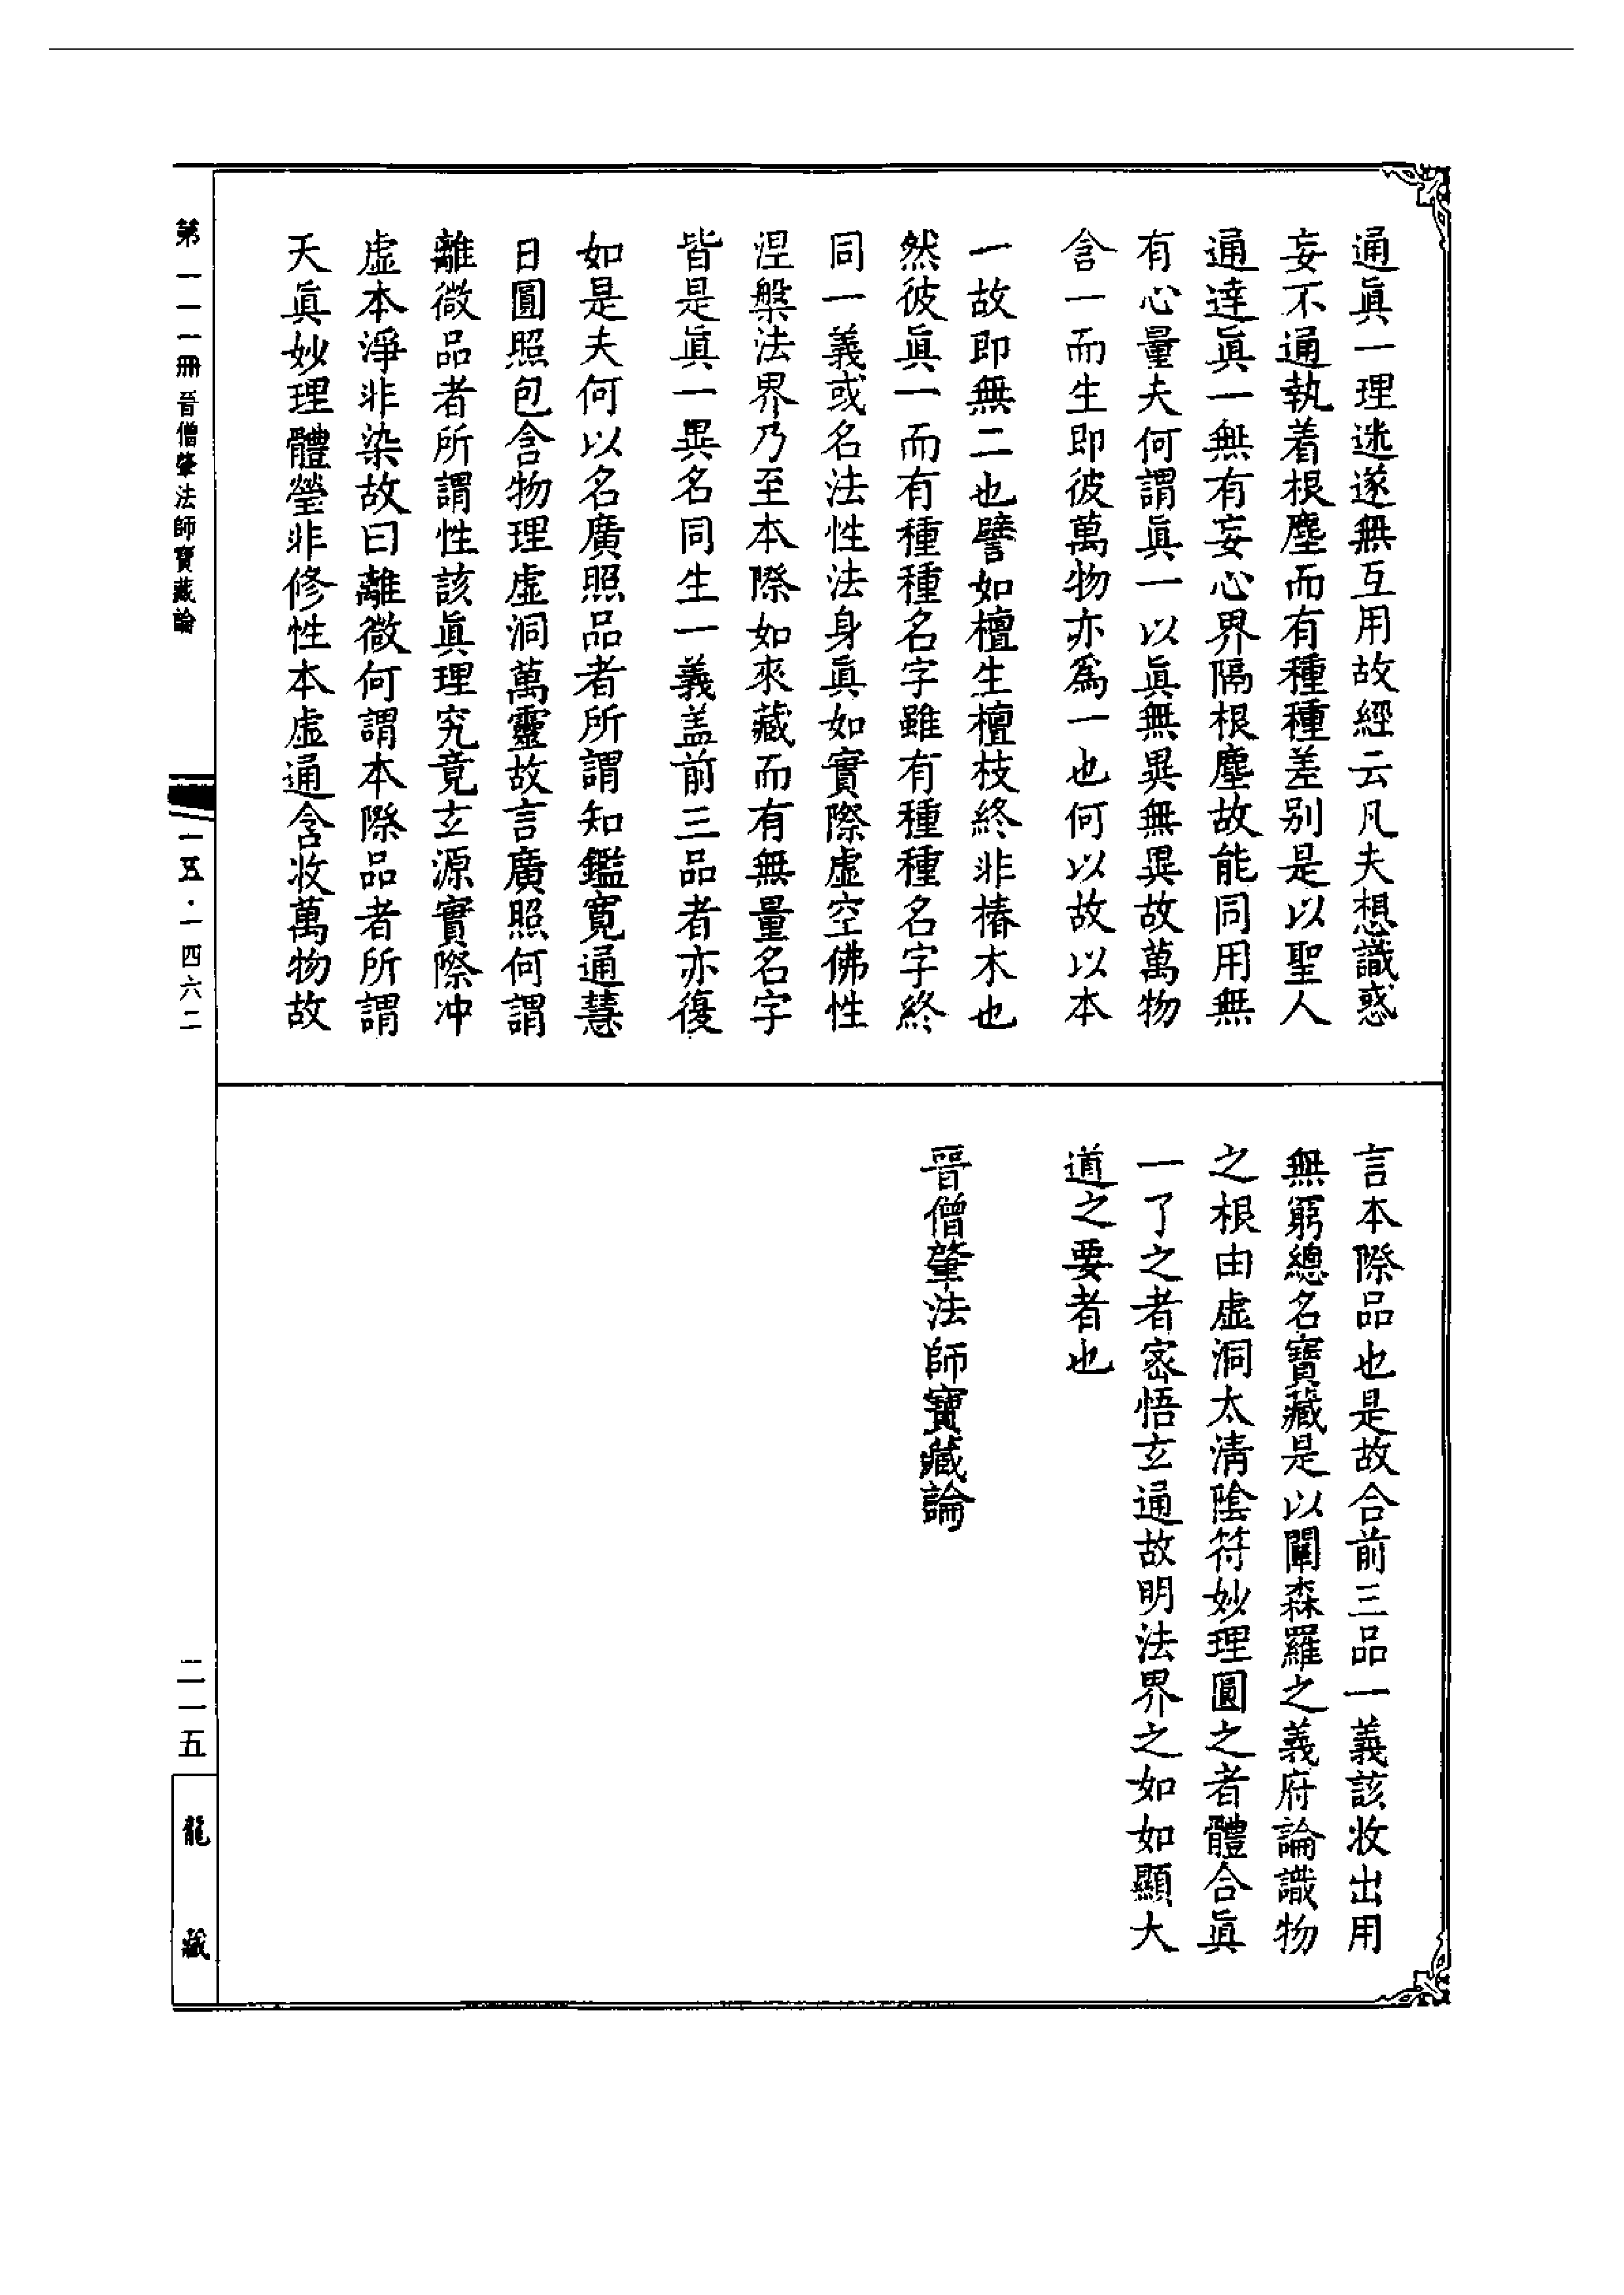 通眞一理迷遂無互用故經云凡夫想識惑
妄不通執着根塵而有種種差别是以聖人
通達眞一無有妄心界隔根塵故能同用無
有心量夫何謂眞一以眞無異無異故萬物
含一而生即彼萬物亦爲一也何以故以本
一故即無二也譬如檀生檀枝終非椿木也
然彼眞一而有種種名字雖有種種名字終
同一義或名法性法身眞如實際虛空佛性
涅槃法界乃至本際如來藏而有無量名字
皆是眞一異名同生一義盖前三品者亦復
如是夫何以名廣照品者所謂知鑑寬通慧
日圓照包含物理虛洞萬靈故言廣照何謂
離微品者所謂性該眞理究竟玄源實際冲
虛本淨非染故曰離微何謂本際品者所謂
天眞妙理體瑩非修性本虛通含收萬物故
言本際品也是故合前三品一義該收出用
無窮總名寶藏是以闡森羅之義府論識物
之根由虛洞太淸陰符妙理圓之者體合眞
一了之者密悟玄通故明法界之如如顯大
道之要者也
晉僧肇法師寶藏論
第一一一冊 晉僧肇法師寶藏論
一五·一四六二
二一五
龍藏